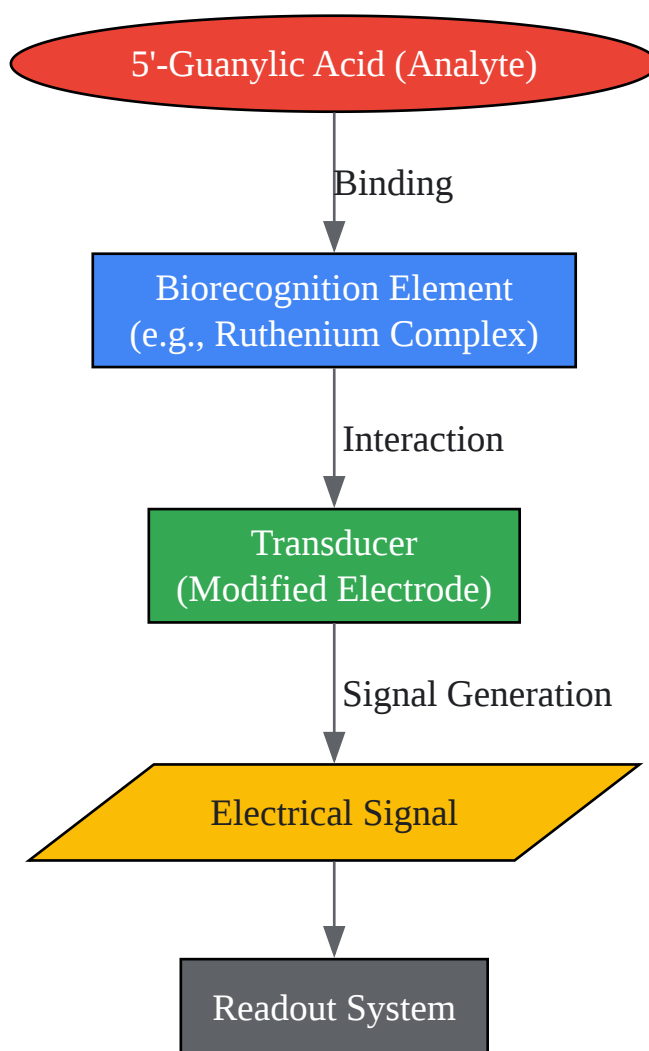 5'-Guanylic Acid (Analyte)
Binding
Biorecognition Element
(e.g., Ruthenium Complex)
Interaction
Transducer
(Modified Electrode)
Signal Generation
Electrical Signal
Readout System